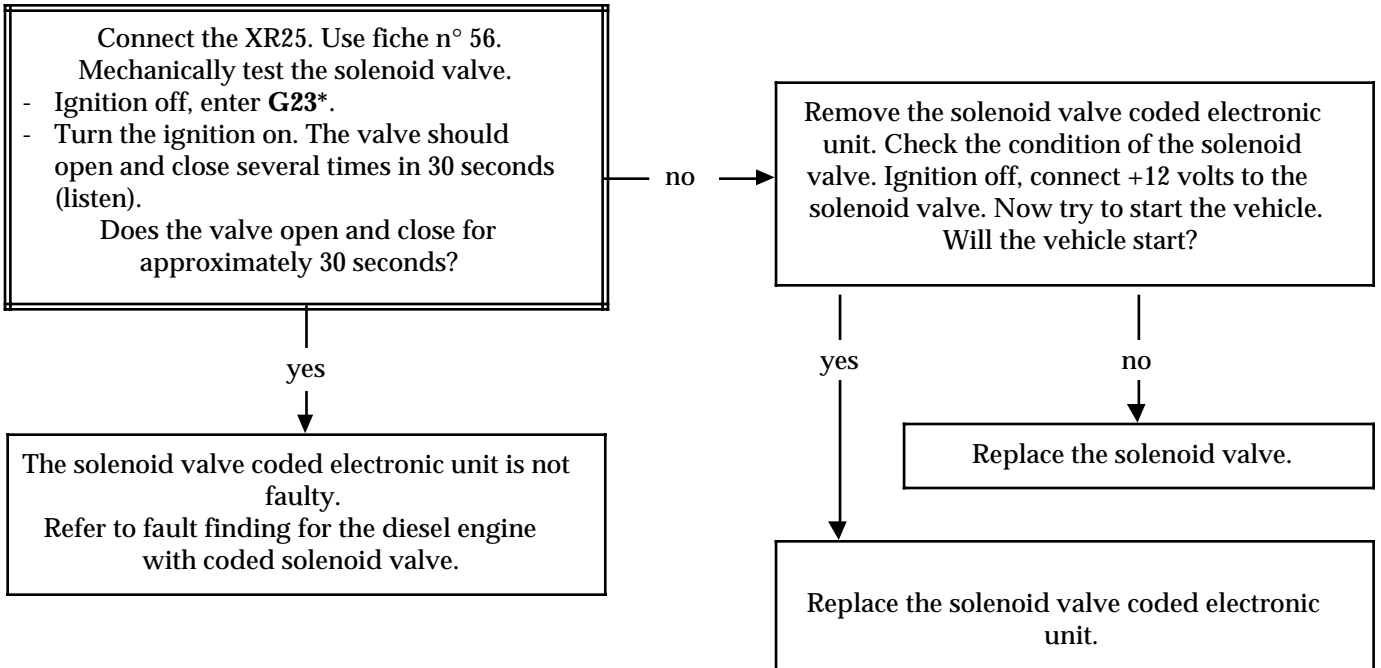 Connect the XR25. Use fiche n° 56.
Mechanically test the solenoid valve.
- Ignition off, enter G23*.
- Turn the ignition on. The valve should
open and close several times in 30 seconds
(listen).
Does the valve open and close for
approximately 30 seconds?
no
Remove the solenoid valve coded electronic
unit. Check the condition of the solenoid
valve. Ignition off, connect +12 volts to the
solenoid valve. Now try to start the vehicle.
Will the vehicle start?
yes
The solenoid valve coded electronic unit is not
faulty.
Refer to fault finding for the diesel engine
with coded solenoid valve.
yes
no
Replace the solenoid valve.
Replace the solenoid valve coded electronic
unit.